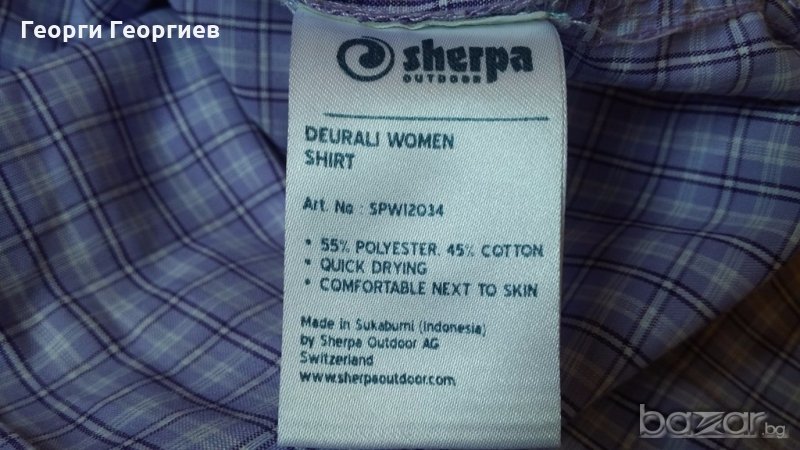 Георги Георгиев
sherpa
OUTDOOR
DEURALI WOMEN
SHIRT
Art. No : SPW12034
• 55% POLYESTER. 45% COTTON
• QUICK DRYING
• COMFORTABLE NEXT TO SKIN
Made in Sukabumi (Indonesia)
by Sherpa Outdoor AG
Switzerland
www.sherpaoutdoor.com
bazar.bg